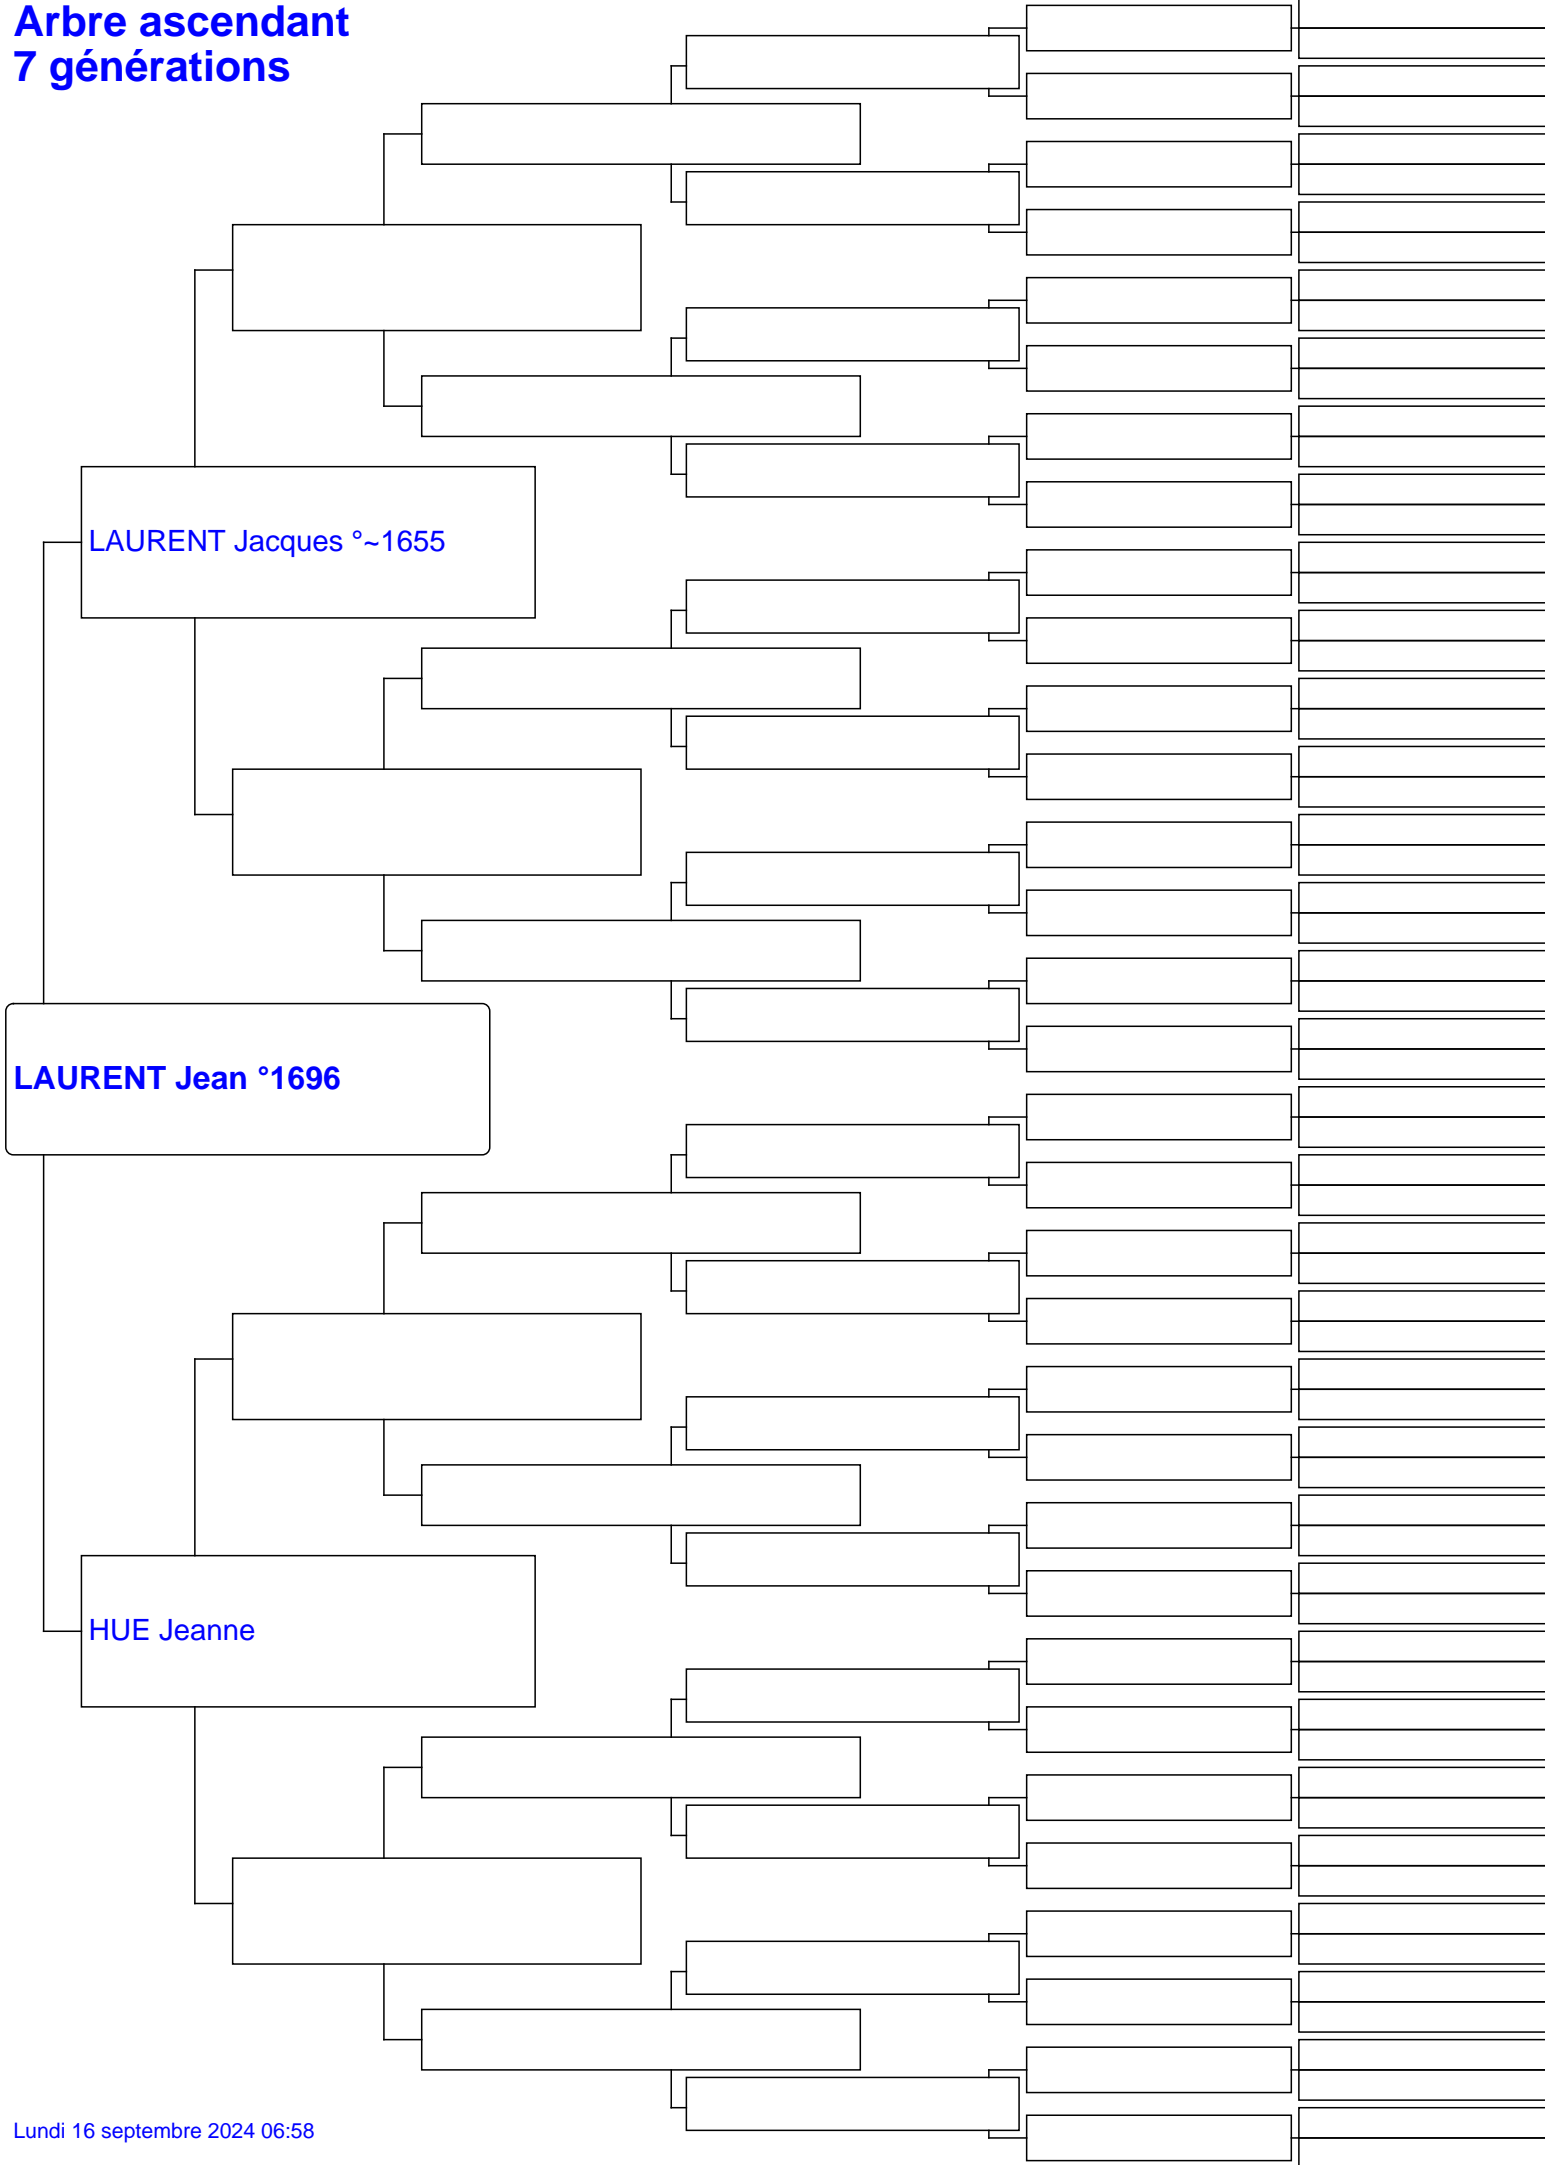 Arbre ascendant
7 générations
LAURENT Jacques °~1655
LAURENT Jean °1696
HUE Jeanne
Lundi 16 septembre 2024 06:58